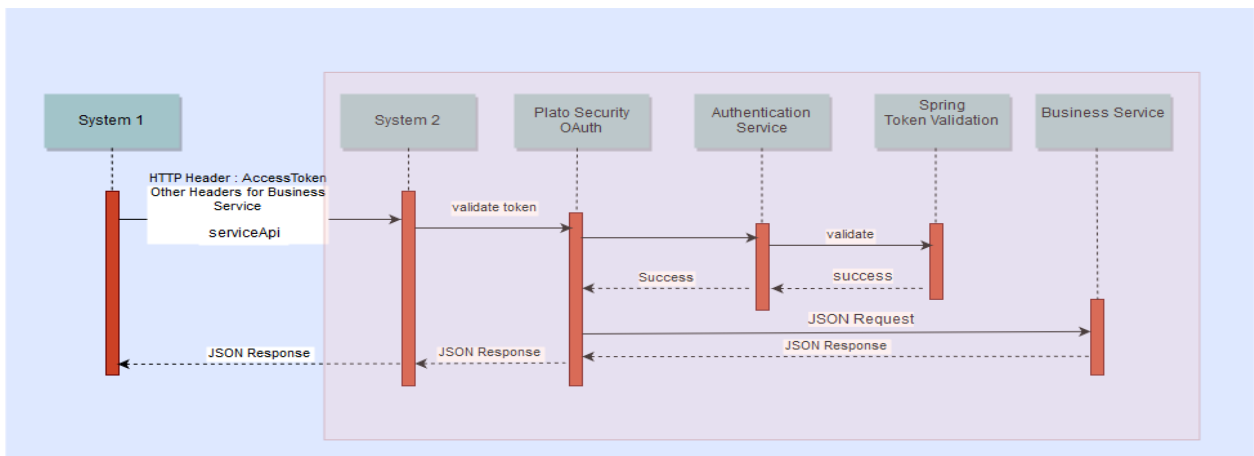 System 1
System 2
Plato Security
OAuth
Authentication
Service
Spring
Token Validation
Business Service
HTTP Header : AccessToken
Other Headers for Business
Service
serviceApi
validate token
validate
Success
success
JSON Request
JSON Response
JSON Response
JSON Response